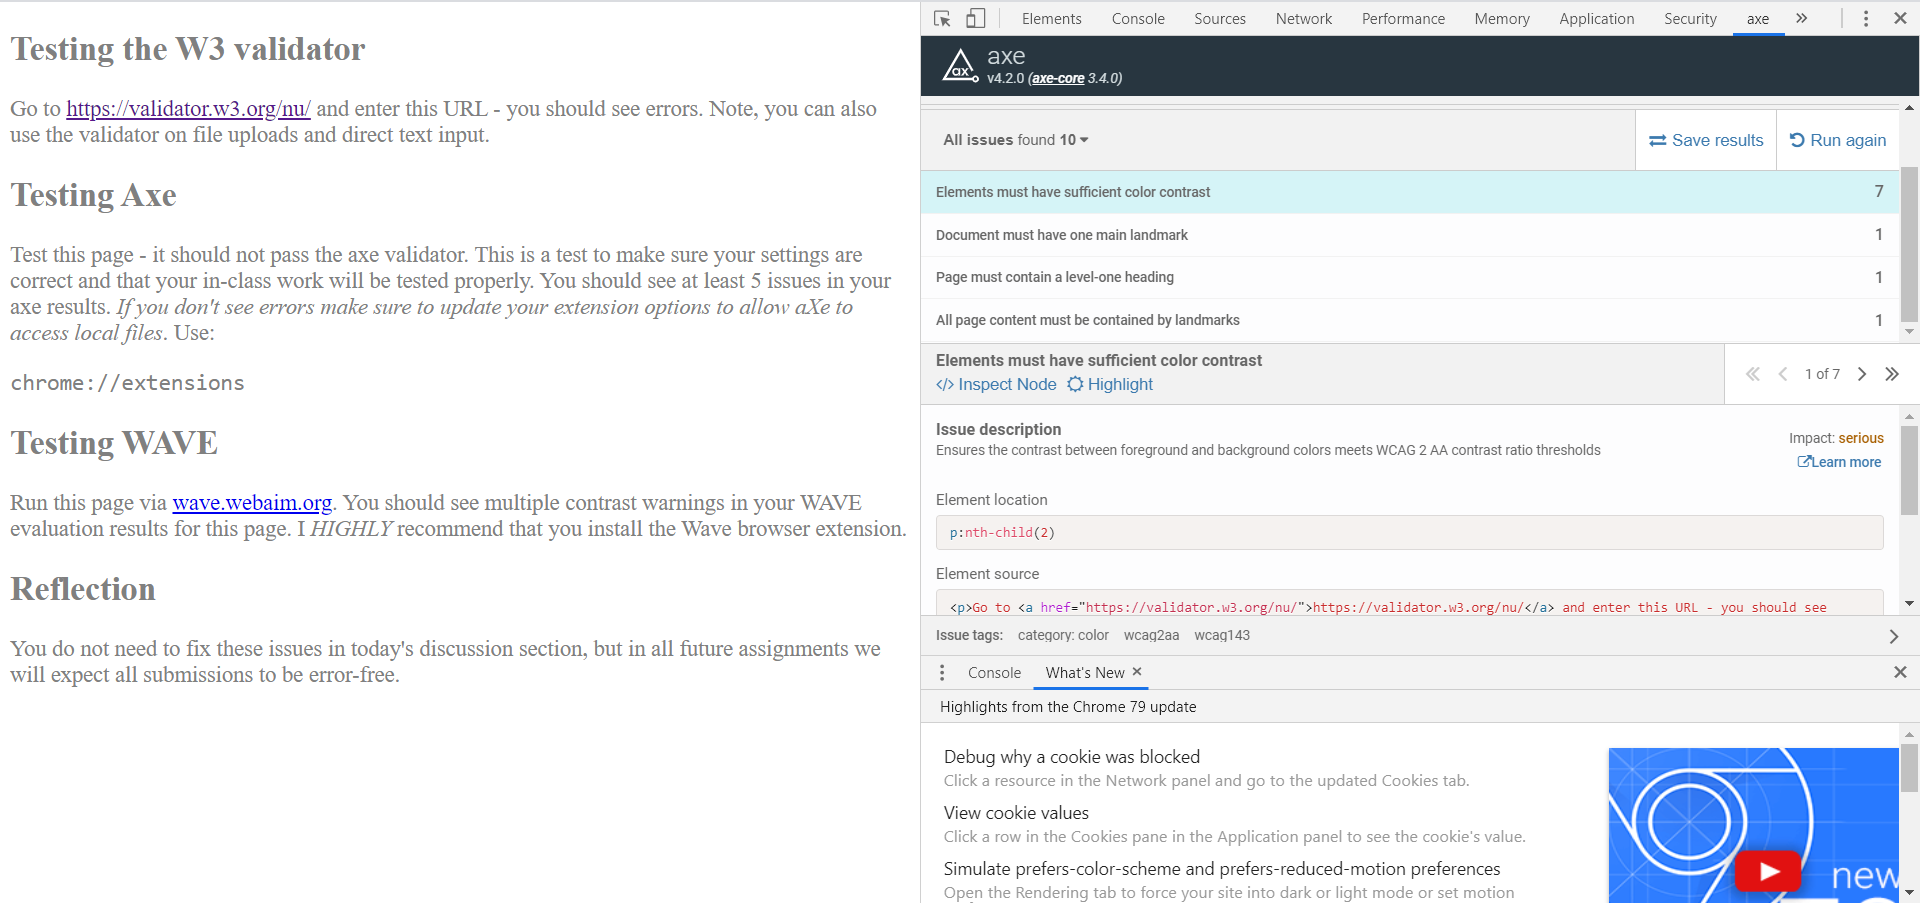 Testing the W3 validator
Go to https://validator.w3.org/nu/ and enter this URL - you should see errors. Note, you can also
use the validator on file uploads and direct text input.
Testing Axe
Test this page - it should not pass the axe validator. This is a test to make sure your settings are
correct and that your in-class work will be tested properly. You should see at least 5 issues in your
axe results. If you don't see errors make sure to update your extension options to allow aXe to
access local files. Use:
chrome://extensions
Testing WAVE
Run this page via wave.webaim.org. You should see multiple contrast warnings in your WAVE
evaluation results for this page. I HIGHLY recommend that you install the Wave browser extension.
Reflection
You do not need to fix these issues in today's discussion section, but in all future assignments we
will expect all submissions to be error-free.
Elements Console Sources Network Performance Memory Application Security axe
axe
v4.2.0 (axe-core 3.4.0)
All issues found 10
Save results
Run again
Elements must have sufficient color contrast 7
Document must have one main landmark 1
Page must contain a level-one heading 1
All page content must be contained by landmarks 1
Elements must have sufficient color contrast
</> Inspect Node Highlight
1 of 7
Issue description
Ensures the contrast between foreground and background colors meets WCAG 2 AA contrast ratio thresholds
Impact: serious
Learn more
Element location
p:nth-child(2)
Element source
<p>Go to <a href="https://validator.w3.org/nu/">https://validator.w3.org/nu/</a> and enter this URL - you should see
Issue tags: category: color wcag2aa wcag143
Console What's New
Highlights from the Chrome 79 update
Debug why a cookie was blocked
Click a resource in the Network panel and go to the updated Cookies tab.
View cookie values
Click a row in the Cookies pane in the Application panel to see the cookie's value.
Simulate prefers-color-scheme and prefers-reduced-motion preferences
Open the Rendering tab to force your site into dark or light mode or set motion
new